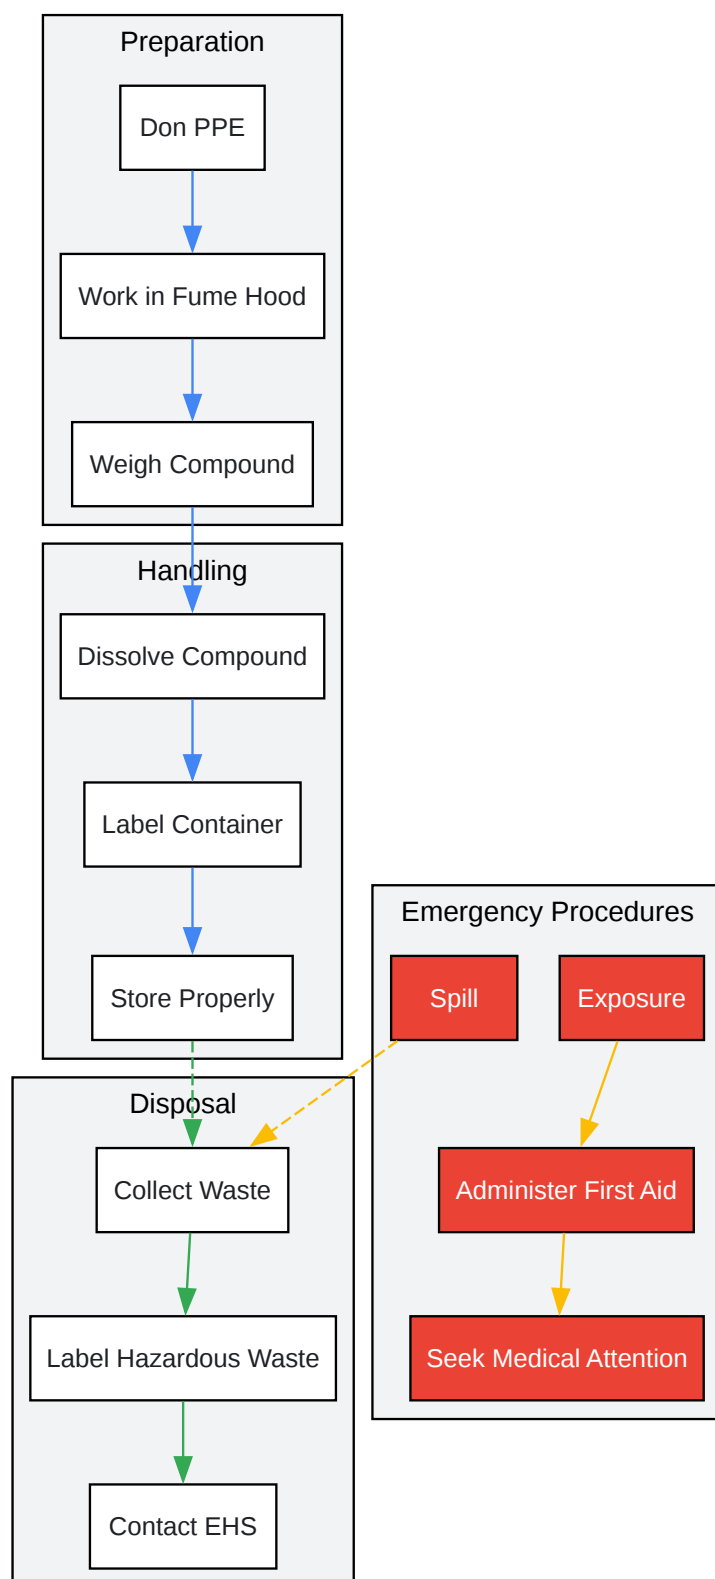 Preparation
Don PPE
Work in Fume Hood
Weigh Compound
Handling
Dissolve Compound
Label Container
Store Properly
Emergency Procedures
Spill
Exposure
Disposal
Collect Waste
Administer First Aid
Label Hazardous Waste
Seek Medical Attention
Contact EHS